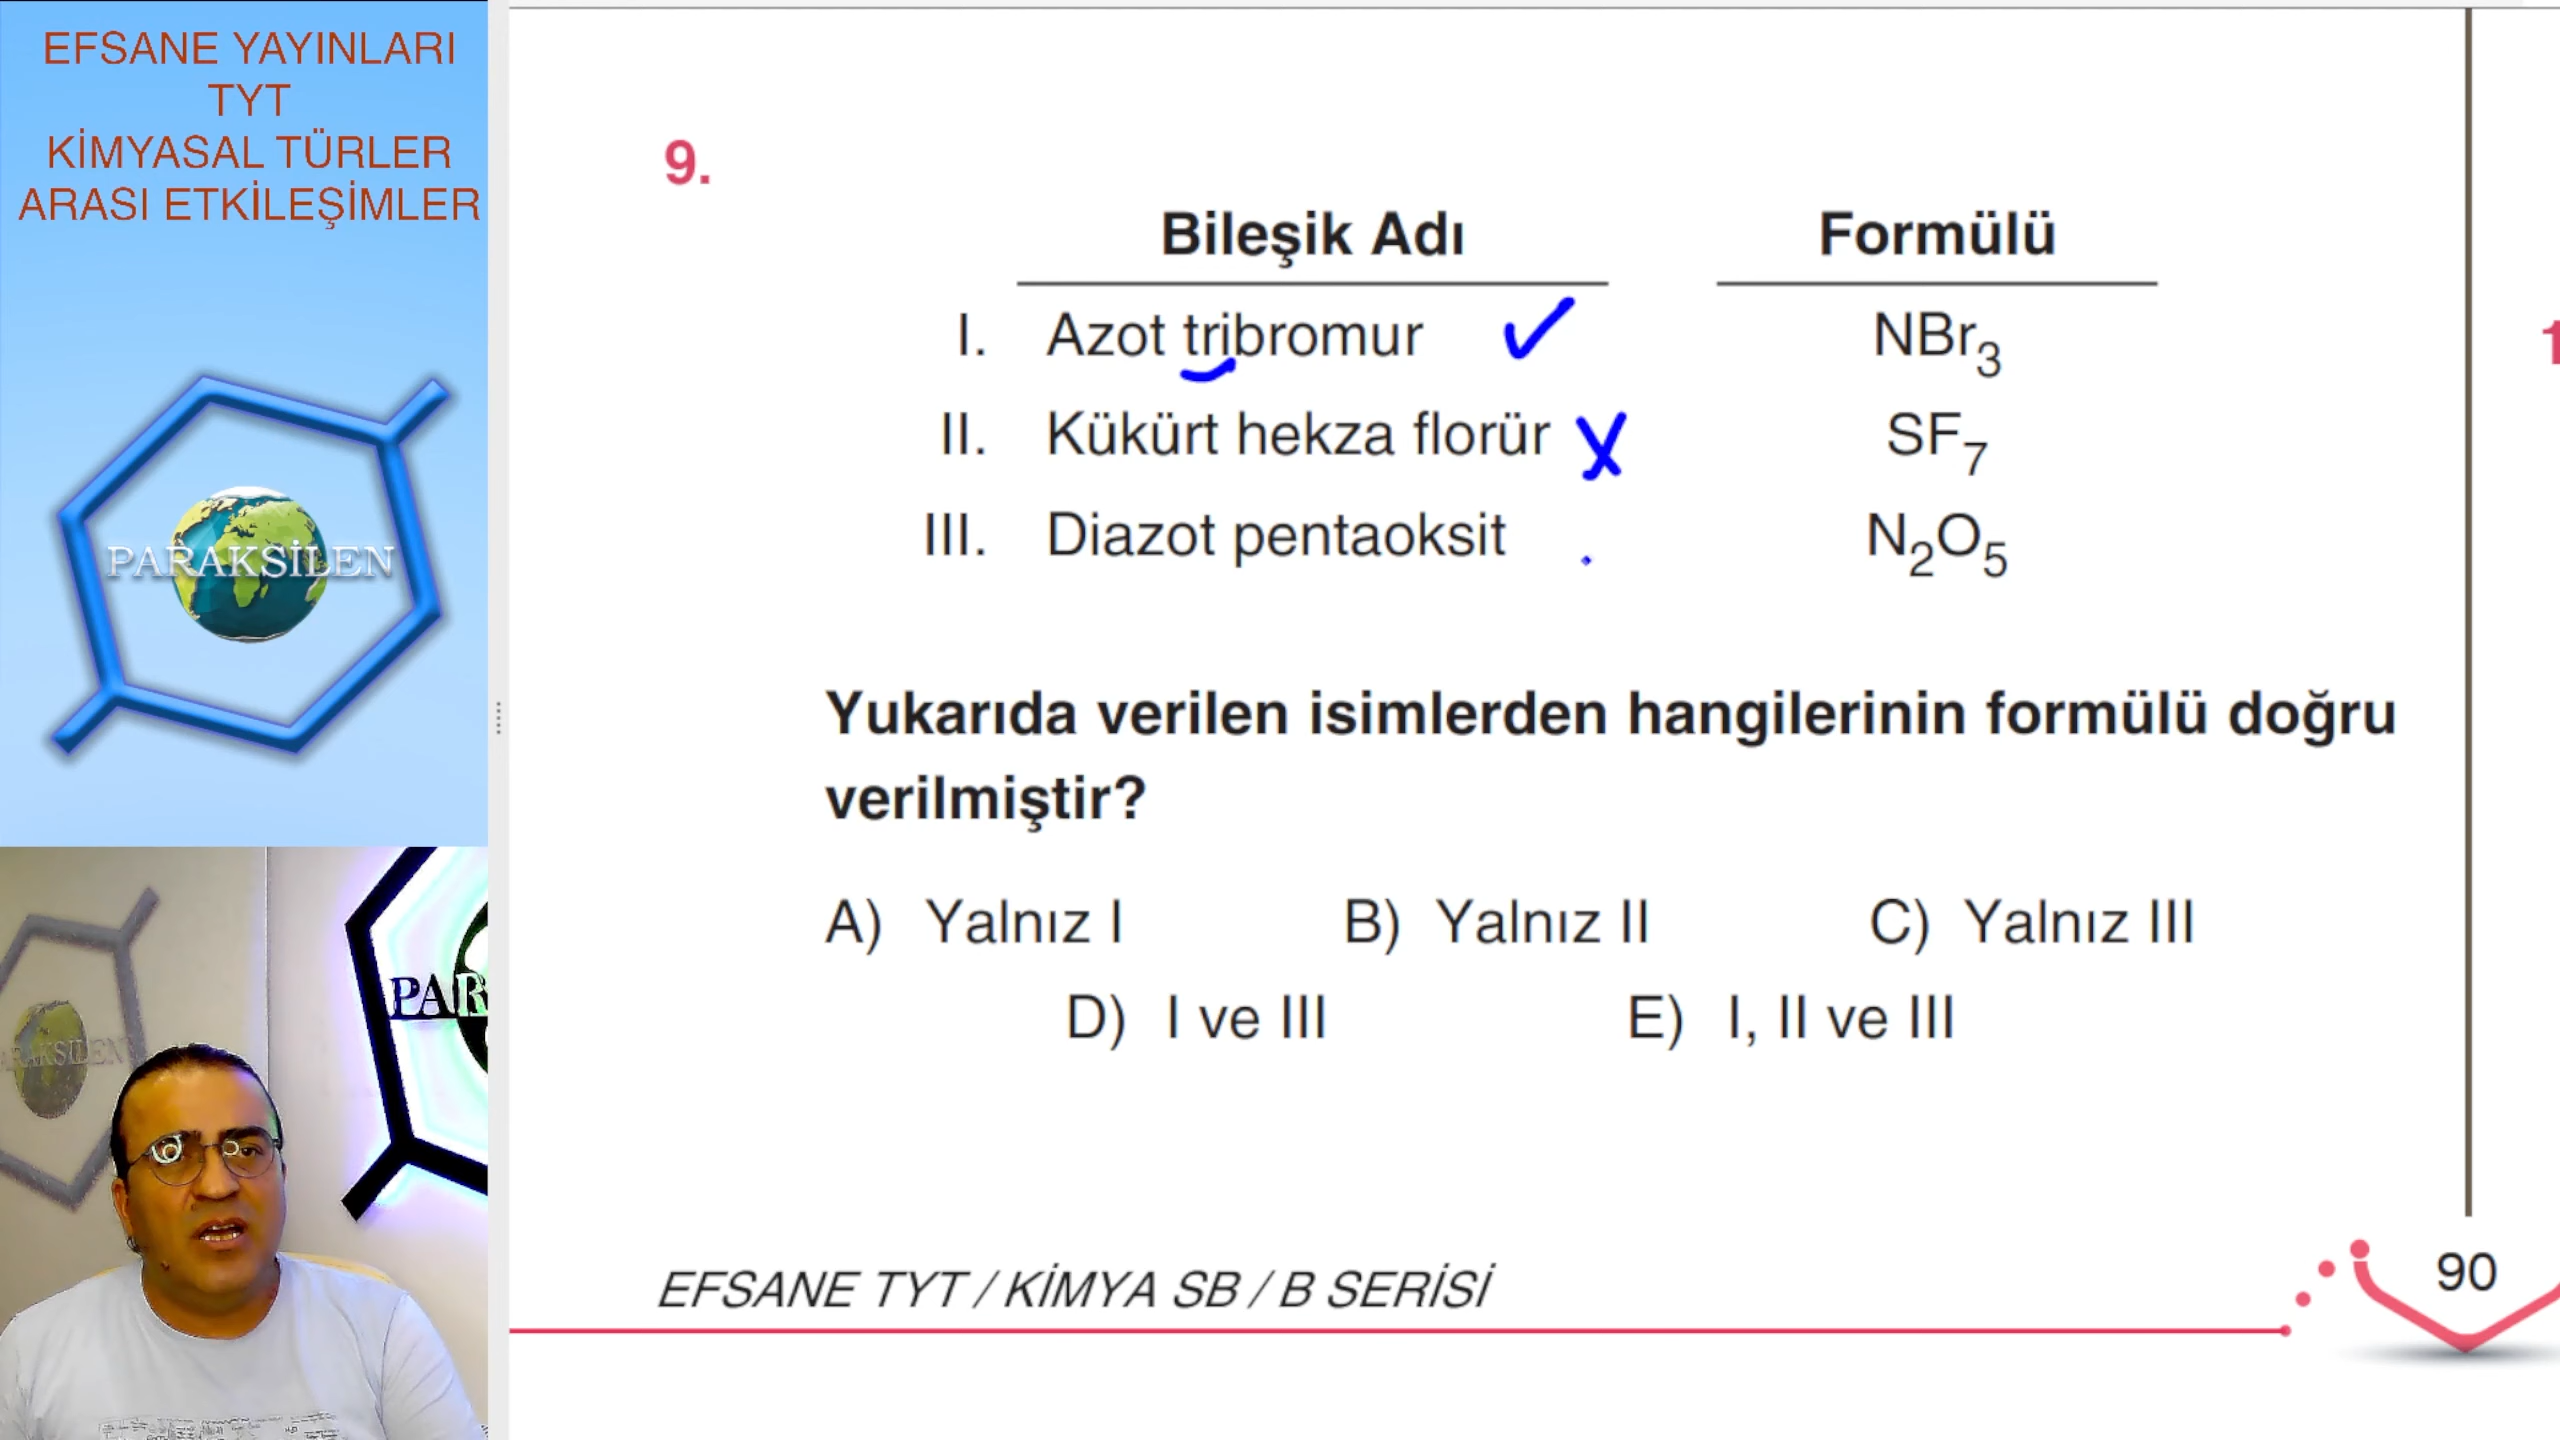 EFSANE YAYINLARI
TYT
KİMYASAL TÜRLER
ARASI ETKİLEŞİMLER
PARAKSİLEN
9.
Bileşik Adı Formülü
I. Azot tribromur NBr₃
II. Kükürt hekza florür SF₇
III. Diazot pentaoksit N₂O₅
Yukarıda verilen isimlerden hangilerinin formülü doğru
verilmiştir?
A) Yalnız I B) Yalnız II C) Yalnız III
D) I ve III E) I, II ve III
EFSANE TYT / KİMYA SB / B SERİSİ
90
1
PAR